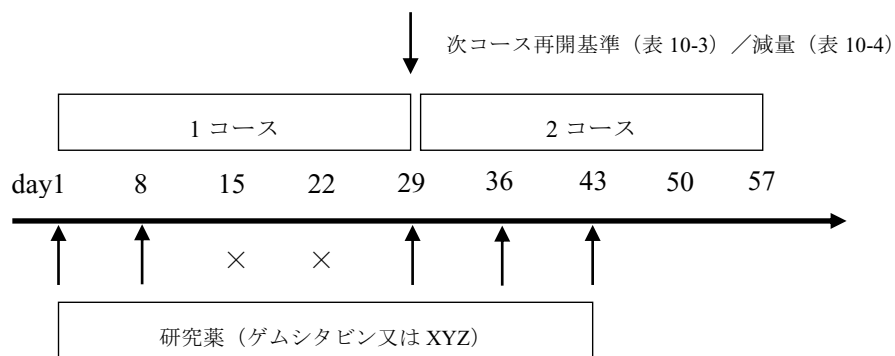 次コース再開基準（表 10-3）／減量（表 10-4）
1 コース 2 コース
day1 8 15 22 29 36 43 50 57
× ×
研究薬（ゲムシタビン又は XYZ）